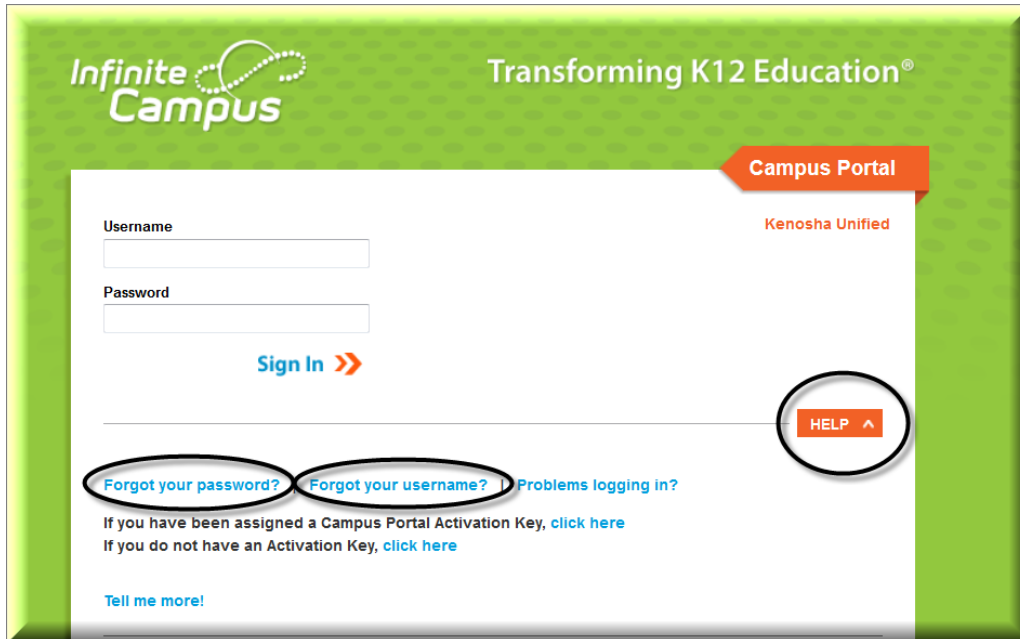 Infinite
Campus
Transforming K12 Education®
Campus Portal
Kenosha Unified
Username
Password
Sign In
HELP
Forgot your password? | Forgot your username? | Problems logging in?
If you have been assigned a Campus Portal Activation Key, click here
If you do not have an Activation Key, click here
Tell me more!